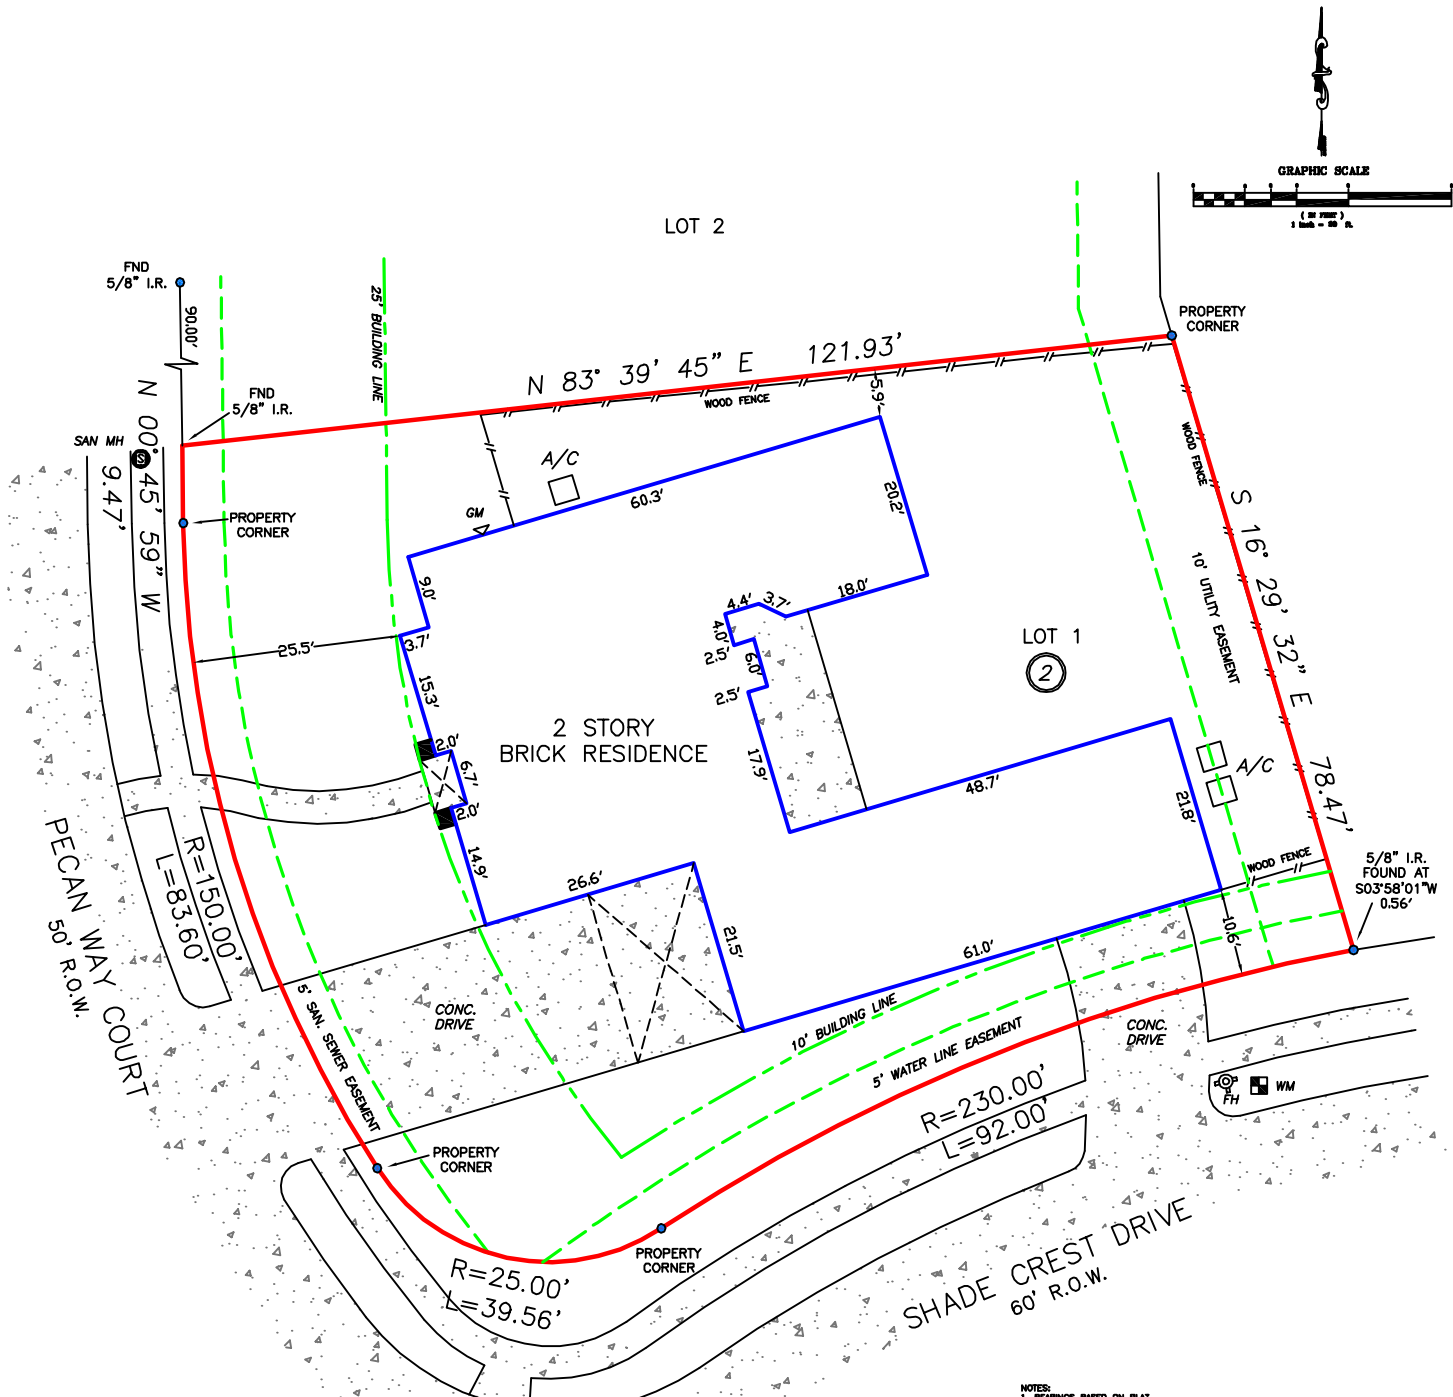 GRAPHIC SCALE
( IN FEET )
LOT 2
FND
5/8" I.R.
90.00'
25' BUILDING LINE
PROPERTY
CORNER
N 83° 39' 45" E 121.93'
WOOD FENCE
5.9'
FND
5/8" I.R.
SAN MH
S
N 00° 45' 59" W
9.47'
PROPERTY
CORNER
A/C
GM
60.3'
20.2'
WOOD FENCE
S 16° 29' 32" E
78.47'
10' UTILITY EASEMENT
9.0'
3.7'
25.5'
15.3'
2.0'
6.7'
2.0'
14.9'
4.4'
3.7'
18.0'
4.0'
2.5'
6.0'
2.5'
17.9'
LOT 1
2
2 STORY
BRICK RESIDENCE
48.7'
21.8'
A/C
WOOD FENCE
5/8" I.R.
FOUND AT
S03°58'01"W
0.56'
10.6'
26.6'
21.5'
61.0'
PECAN WAY COURT
50' R.O.W.
R=150.00'
L=83.60'
5' SAN. SEWER EASEMENT
CONC.
DRIVE
10' BUILDING LINE
5' WATER LINE EASEMENT
CONC.
DRIVE
FH
WM
R=230.00'
L=92.00'
PROPERTY
CORNER
PROPERTY
CORNER
R=25.00'
L=39.56'
SHADE CREST DRIVE
60' R.O.W.
NOTES:
1. BEARINGS BASED ON PLAT